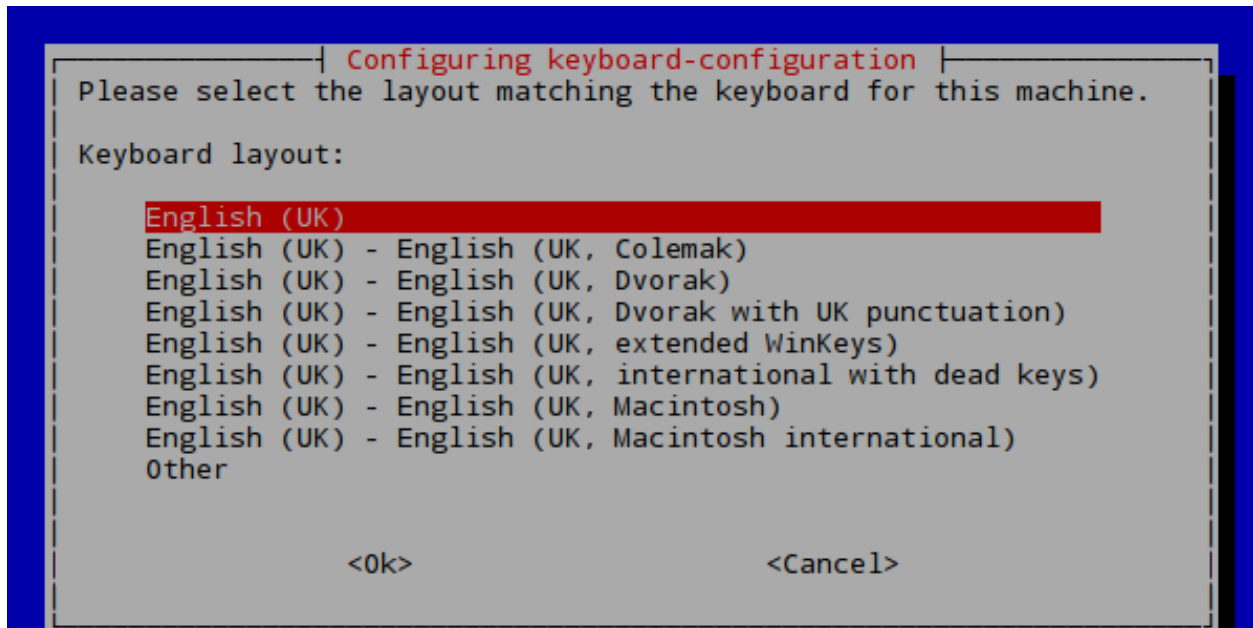 Configuring keyboard-configuration
Please select the layout matching the keyboard for this machine.
Keyboard layout:
English (UK)
English (UK) - English (UK, Colemak)
English (UK) - English (UK, Dvorak)
English (UK) - English (UK, Dvorak with UK punctuation)
English (UK) - English (UK, extended WinKeys)
English (UK) - English (UK, international with dead keys)
English (UK) - English (UK, Macintosh)
English (UK) - English (UK, Macintosh international)
Other
<Ok> <Cancel>